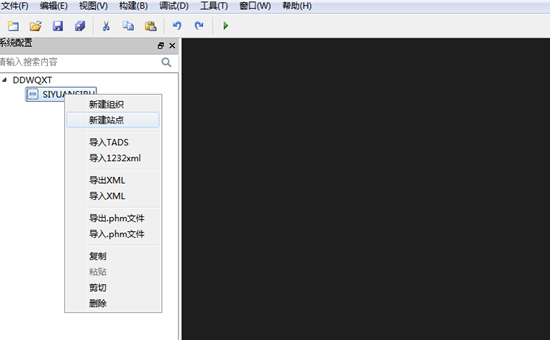 文件(F) 编辑(E) 视图(V) 构建(B) 调试(D) 工具(T) 窗口(W) 帮助(H)
系统配置
请输入搜索内容
DDWQXT
SIYUANSIBU
新建组织
新建站点
导入TADS
导入1232xml
导出XML
导入XML
导出.phm文件
导入.phm文件
复制
粘贴
剪切
删除